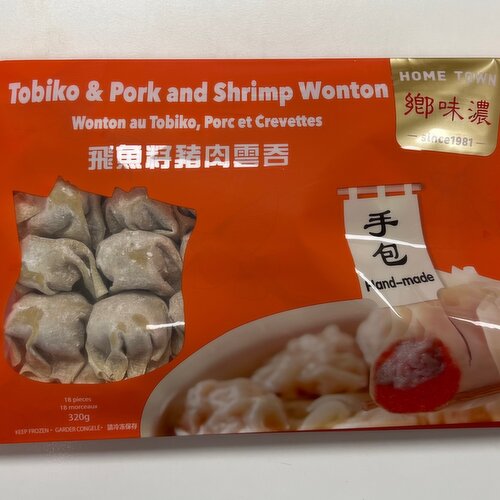 Tobiko & Pork and Shrimp Wonton
Wonton au Tobiko, Porc et Crevettes
飛魚籽豬肉雲吞
HOME TOWN
鄉味濃
since1981
手包
Hand-made
18 pieces
18 morceaux
320g
KEEP FROZEN • GARDER CONGELÉ • 請冷凍保存